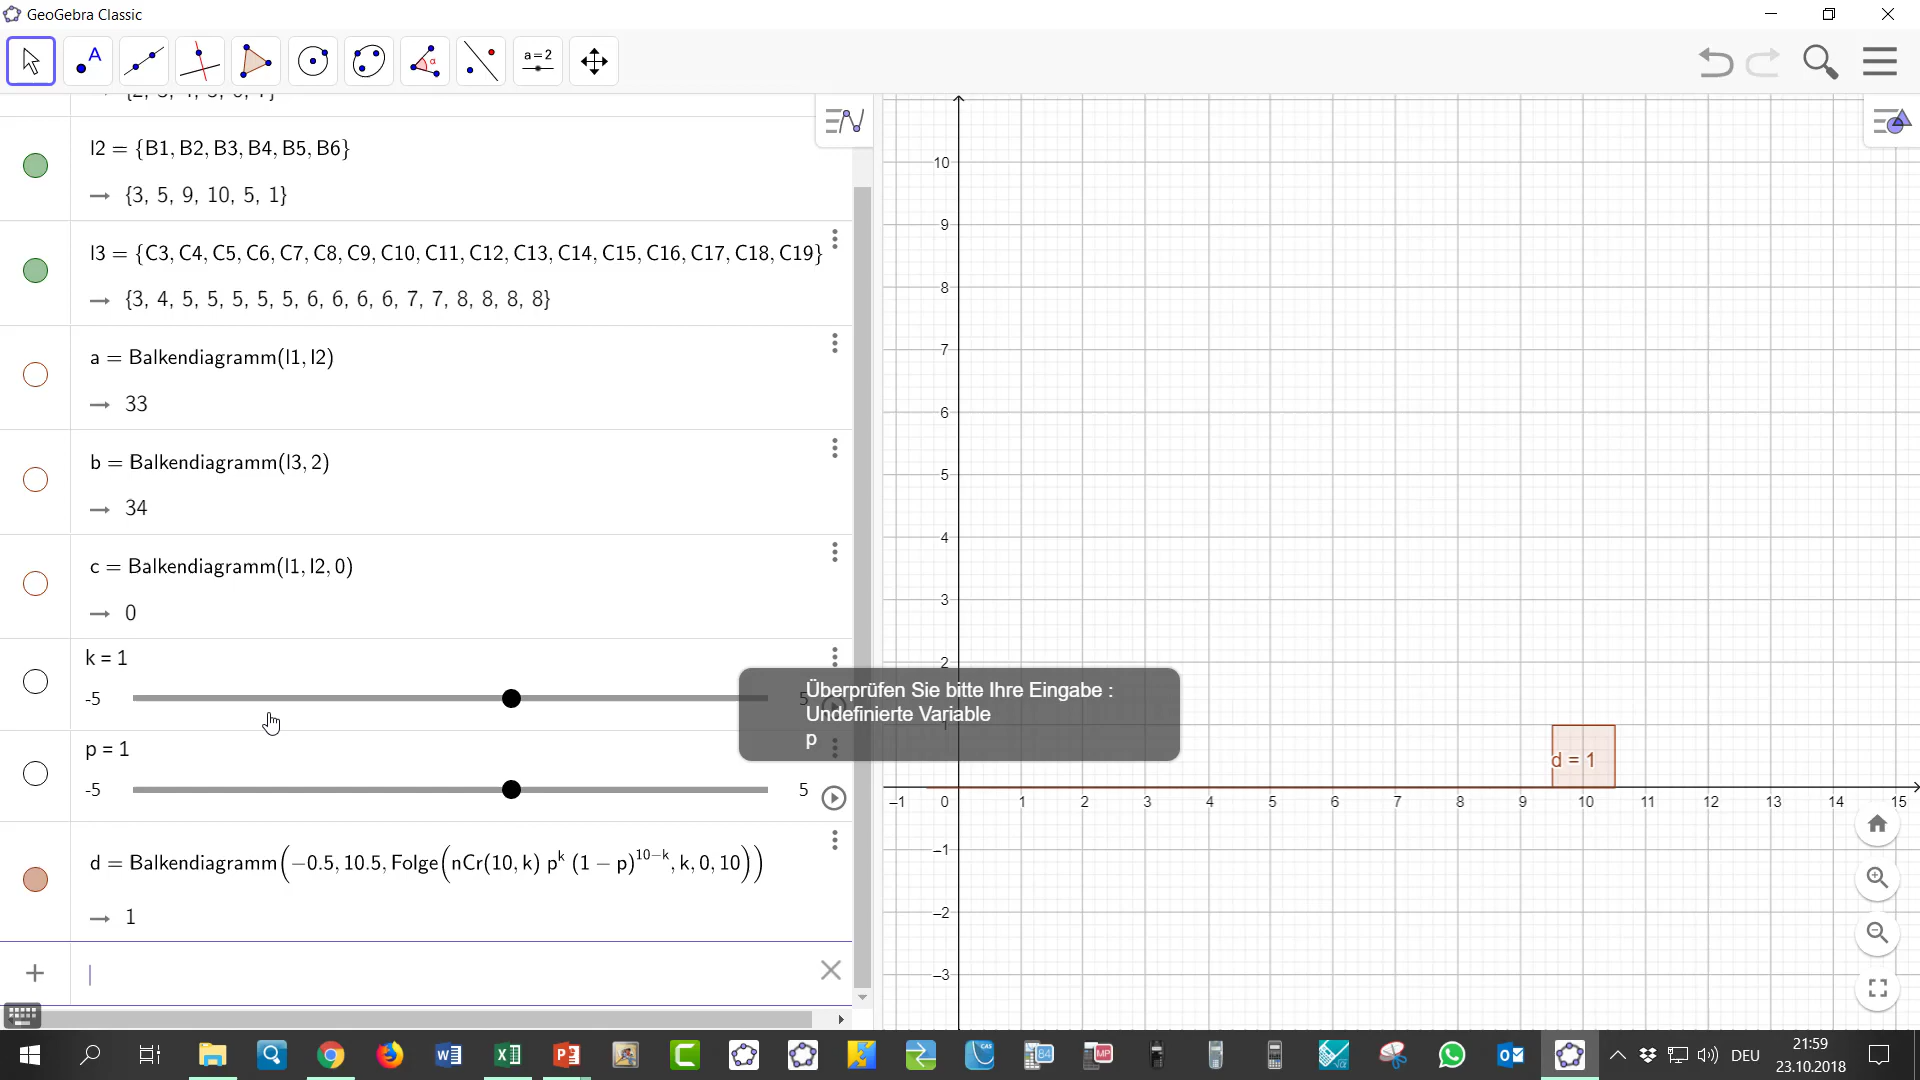 GeoGebra Classic
A
α
a=2
l2 = {B1, B2, B3, B4, B5, B6}
→ {3, 5, 9, 10, 5, 1}
l3 = {C3, C4, C5, C6, C7, C8, C9, C10, C11, C12, C13, C14, C15, C16, C17, C18, C19}
→ {3, 4, 5, 5, 5, 5, 5, 6, 6, 6, 6, 7, 7, 8, 8, 8, 8}
a = Balkendiagramm(l1, l2)
→ 33
b = Balkendiagramm(l3, 2)
→ 34
c = Balkendiagramm(l1, l2, 0)
→ 0
k = 1
-5 5
p = 1
-5 5
d = Balkendiagramm(−0.5, 10.5, Folge(nCr(10, k) p^k (1 − p)^(10−k), k, 0, 10))
→ 1
+
Überprüfen Sie bitte Ihre Eingabe :
Undefinierte Variable
p
10
9
8
7
6
5
4
3
2
1
d = 1
−1 0 1 2 3 4 5 6 7 8 9 10 11 12 13 14 15
−1
−2
−3
CAS
84
MP
DEU
21:59
23.10.2018